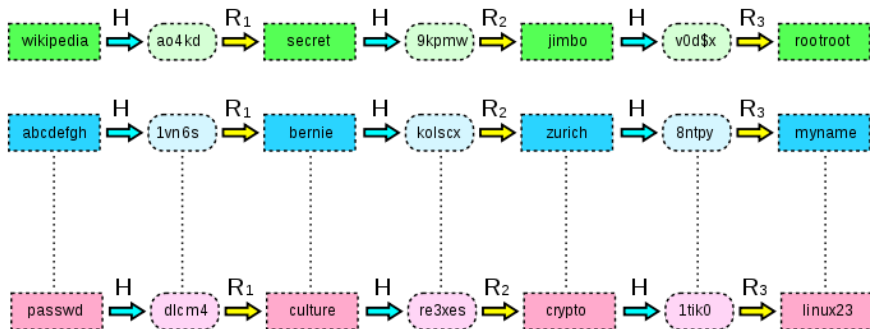 H R1 H R2 H R3
wikipedia ao4kd secret 9kpmw jimbo v0d$x rootroot
H R1 H R2 H R3
abcdefgh 1vn6s bernie kolscx zurich 8ntpy myname
H R1 H R2 H R3
passwd dlcm4 culture re3xes crypto 1tik0 linux23